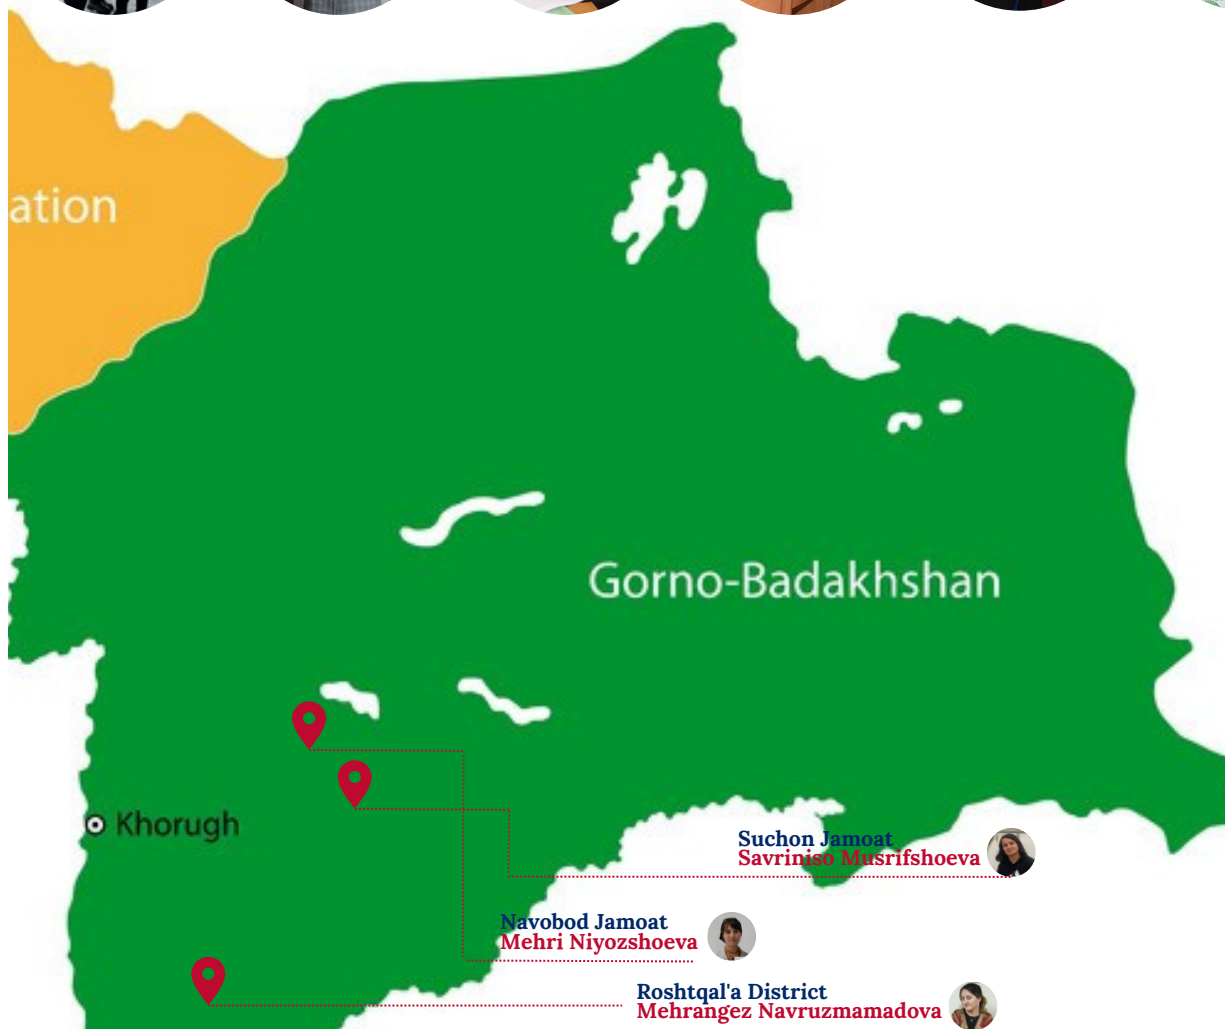 ation
Gorno-Badakhshan
Khorugh
Suchon Jamoat
Savriniso Musrifshoeva
Navobod Jamoat
Mehri Niyozshoeva
Roshtqal'a District
Mehrangez Navruzmamadova